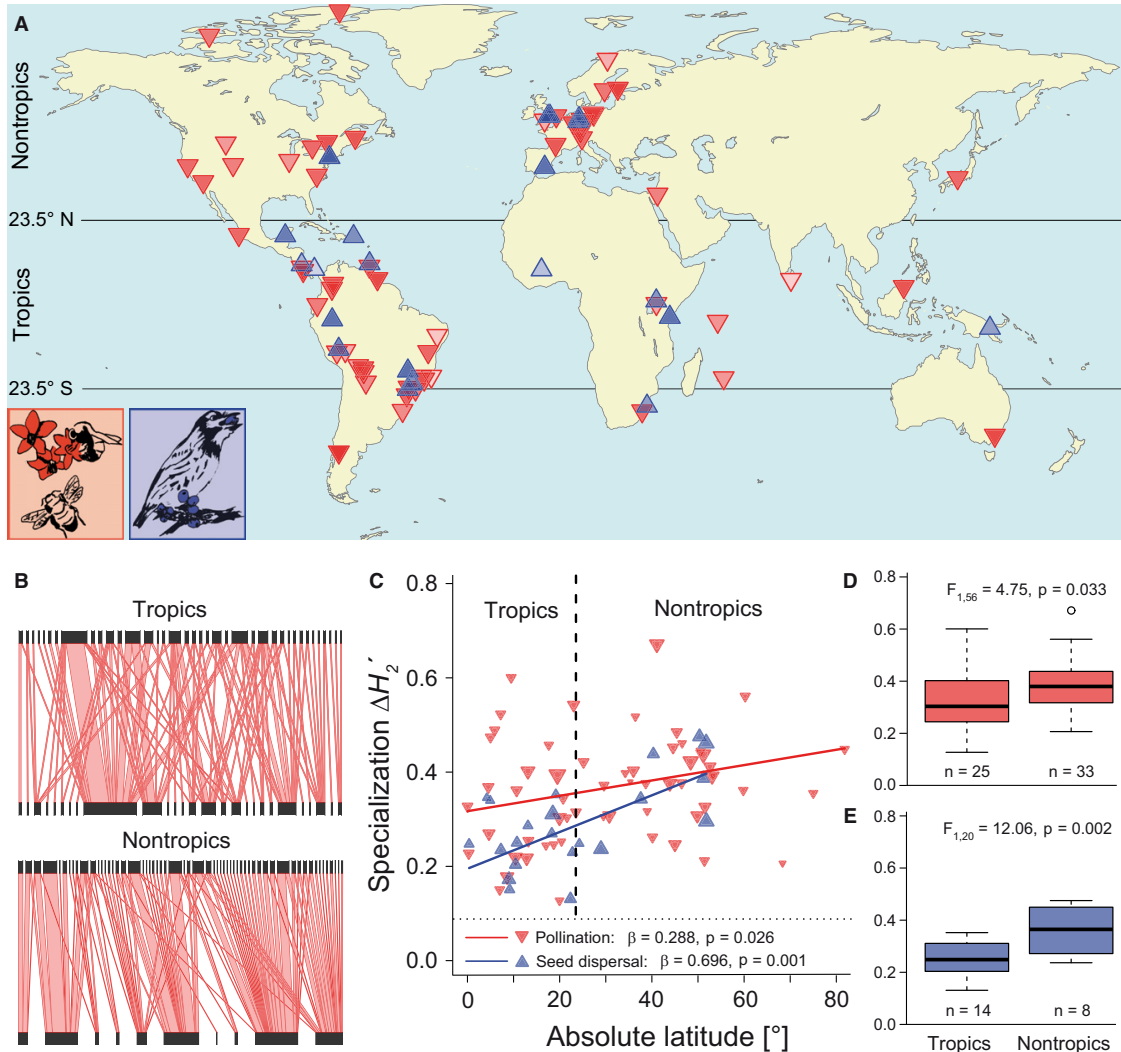 A
Nontropics
23.5° N
Tropics
23.5° S
B
Tropics
Nontropics
C
Specialization ΔH2′
0.8
0.6
0.4
0.2
0.0
Tropics
Nontropics
Pollination: β = 0.288, p = 0.026
Seed dispersal: β = 0.696, p = 0.001
0 20 40 60 80
Absolute latitude [°]
D
0.8
0.6
0.4
0.2
0.0
F1,56 = 4.75, p = 0.033
n = 25 n = 33
E
0.8
0.6
0.4
0.2
0.0
F1,20 = 12.06, p = 0.002
n = 14 n = 8
Tropics Nontropics